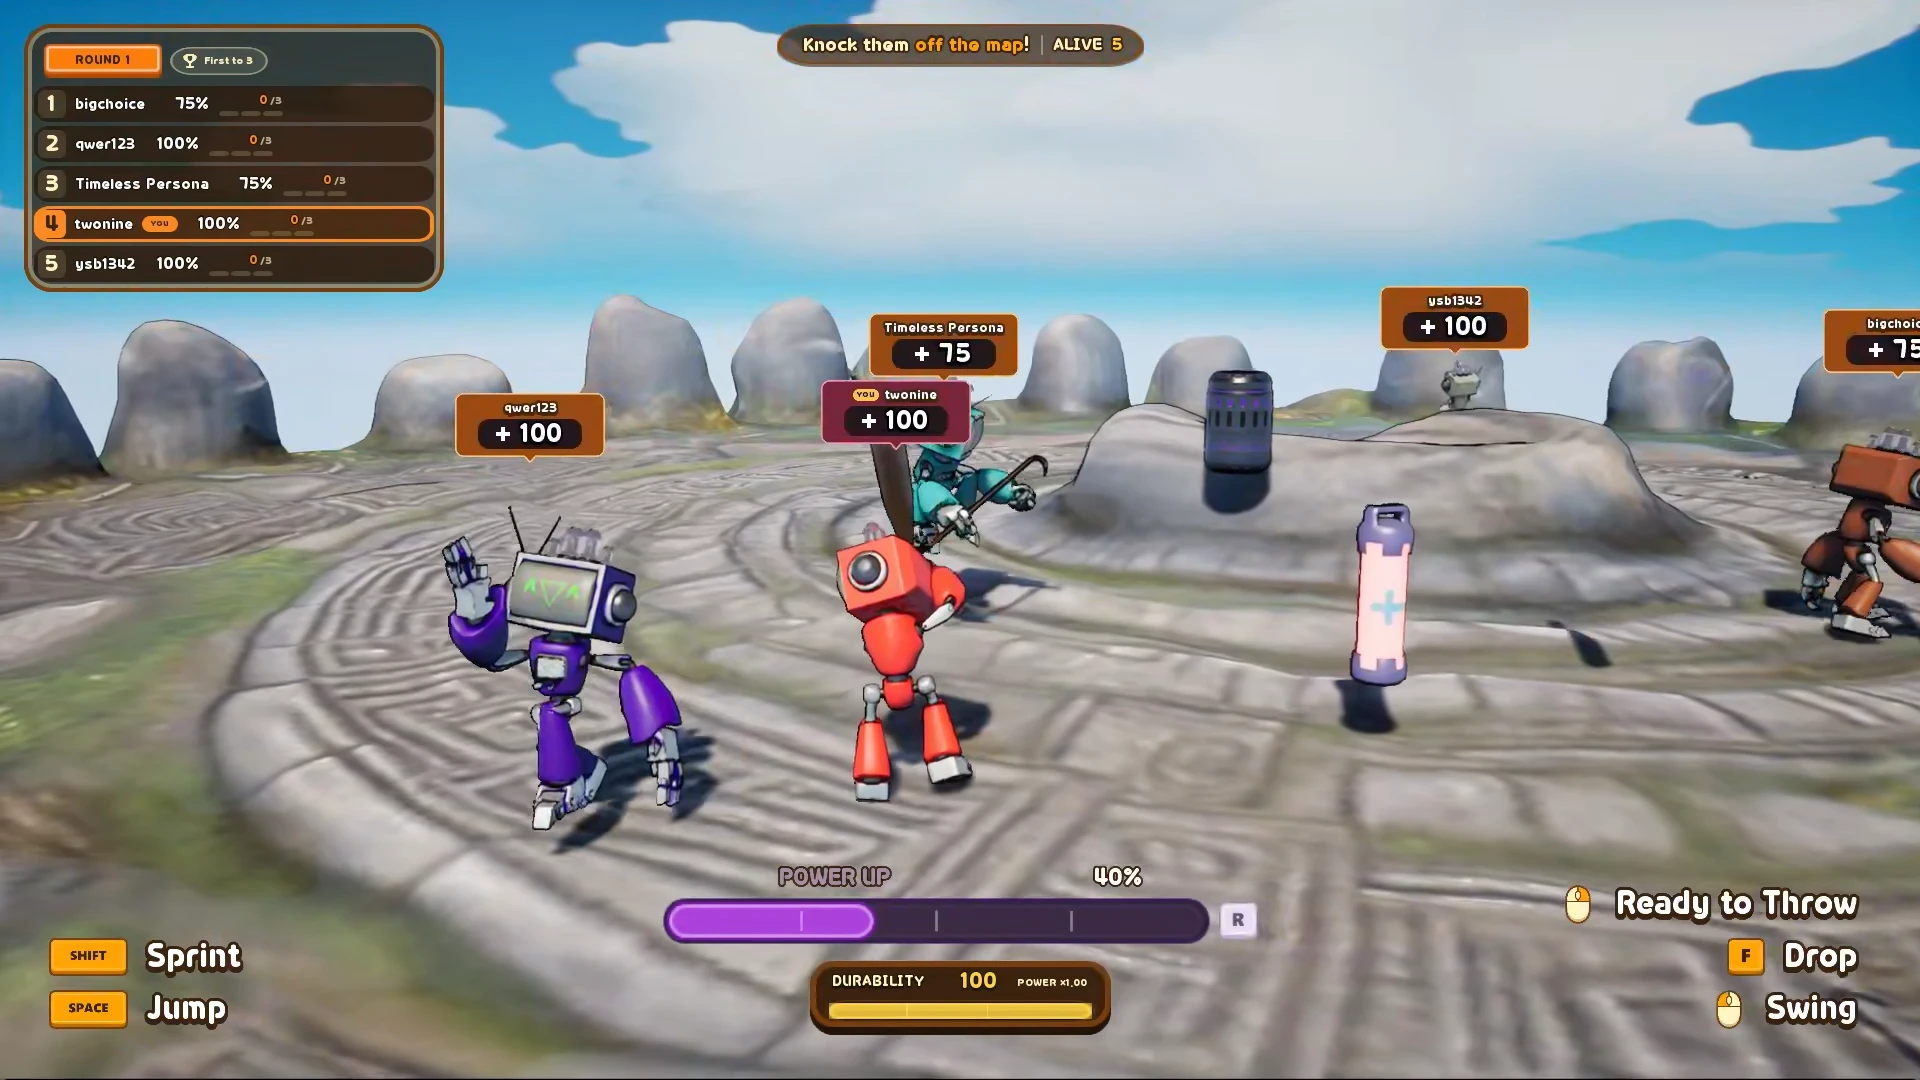 ROUND 1 First to 3
1 bigchoice 75% 0/3
2 qwer123 100% 0/3
3 Timeless Persona 75% 0/3
4 twonine YOU 100% 0/3
5 ysb1342 100% 0/3
Knock them off the map! ALIVE 5
ysb1342
+ 100
bigchoic
+ 75
Timeless Persona
+ 75
YOU twonine
+ 100
qwer123
+ 100
POWER UP 40%
R
DURABILITY 100 POWER x1.00
SHIFT Sprint
SPACE Jump
Ready to Throw
F Drop
Swing